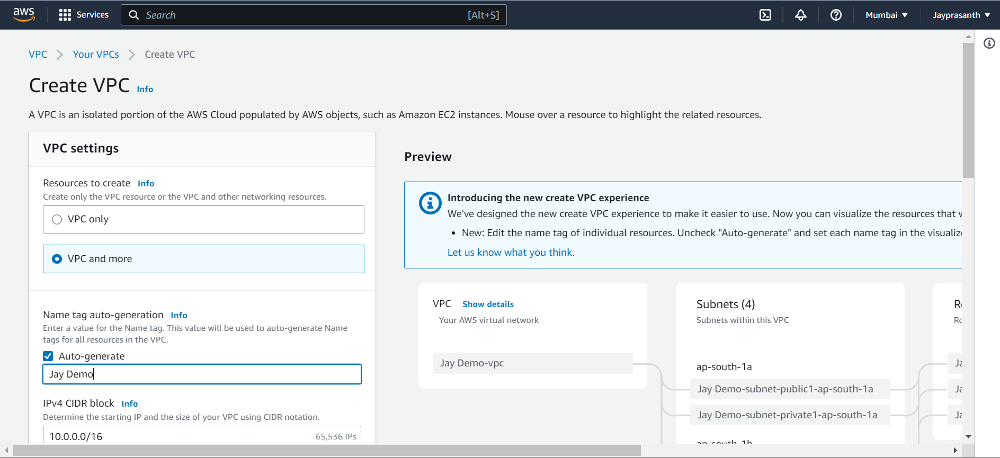 aws
Services
Search
[Alt+S]
Mumbai
Jayprasanth
VPC
Your VPCs
Create VPC
Create VPC Info
A VPC is an isolated portion of the AWS Cloud populated by AWS objects, such as Amazon EC2 instances. Mouse over a resource to highlight the related resources.
VPC settings
Resources to create Info
Create only the VPC resource or the VPC and other networking resources.
VPC only
VPC and more
Name tag auto-generation Info
Enter a value for the Name tag. This value will be used to auto-generate Name
tags for all resources in the VPC.
Auto-generate
Jay Demo
IPv4 CIDR block Info
Determine the starting IP and the size of your VPC using CIDR notation.
10.0.0.0/16
65,536 IPs
Preview
Introducing the new create VPC experience
We've designed the new create VPC experience to make it easier to use. Now you can visualize the resources that
• New: Edit the name tag of individual resources. Uncheck "Auto-generate" and set each name tag in the
Let us know what you think.
VPC Show details
Your AWS virtual network
Jay Demo-vpc
Subnets (4)
Subnets within this VPC
ap-south-1a
Jay Demo-subnet-public1-ap-south-1a
Jay Demo-subnet-private1-ap-south-1a
ap-south-1b